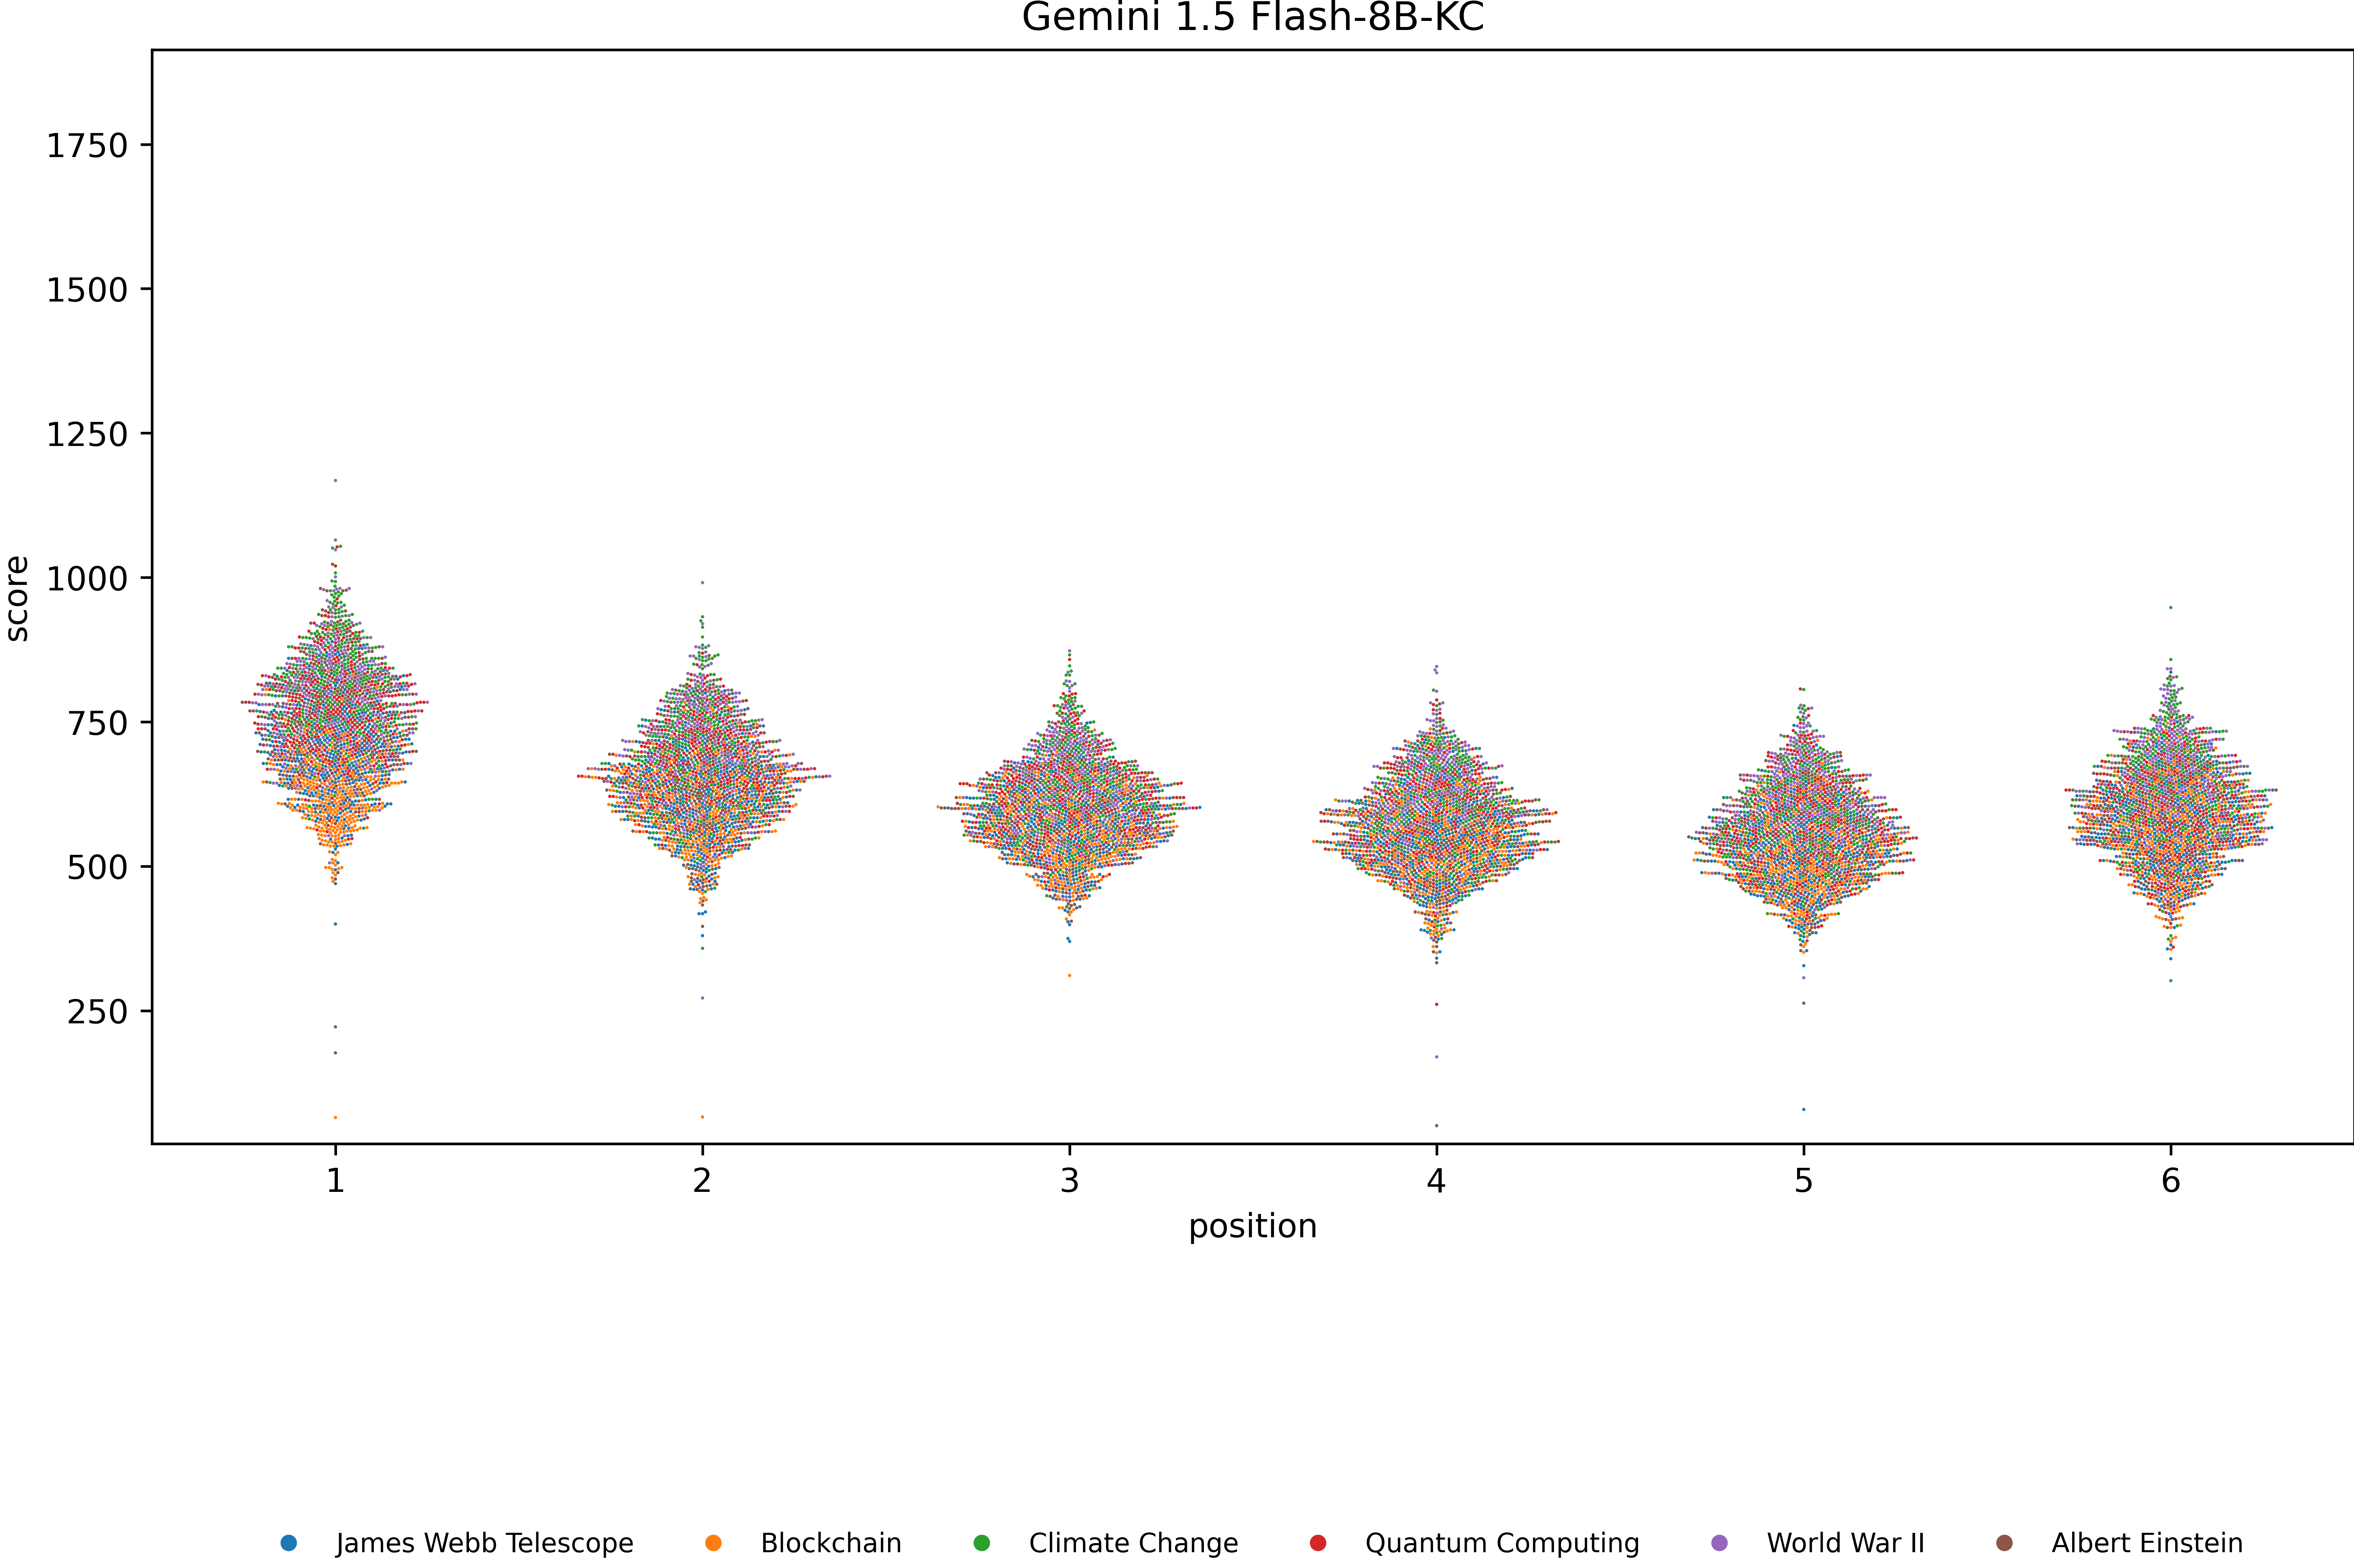 Gemini 1.5 Flash-8B-KC
1750
1500
1250
1000
750
500
250
score
1 2 3 4 5 6
position
James Webb Telescope Blockchain Climate Change Quantum Computing World War II Albert Einstein